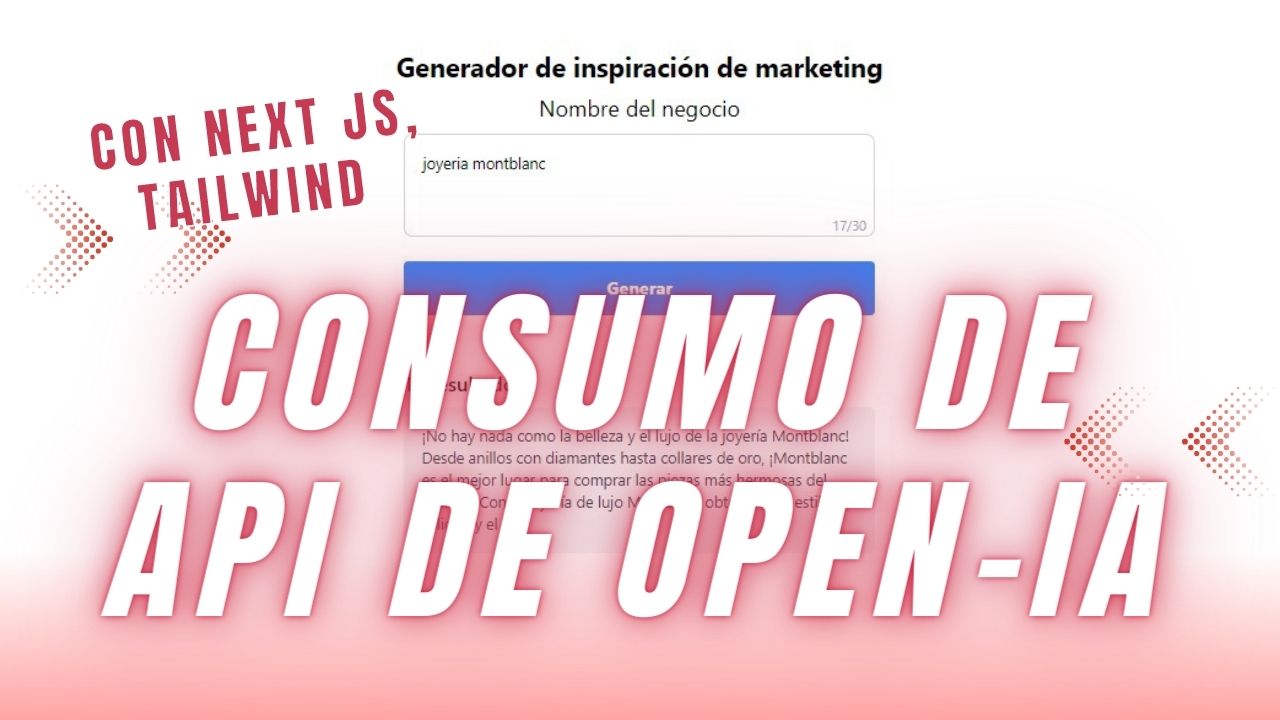 Generador de inspiración de marketing
Nombre del negocio
CON NEXT JS,
TAILWIND
joyeria montblanc
17/30
Generar
CONSUMO DE
API DE OPEN-IA
¡No hay nada como la belleza y el lujo de la joyería Montblanc!
Desde anillos con diamantes hasta collares de oro, ¡Montblanc
es el mejor lugar para comprar las piezas más hermosas del